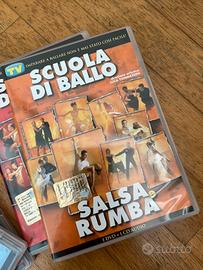 TV
IMPARARE A BALLARE NON È MAI STATO COSÌ FACILE!
SCUOLA
DI BALLO
SALSA
RUMBA
1 DVD + 1 CD AUDIO
subito